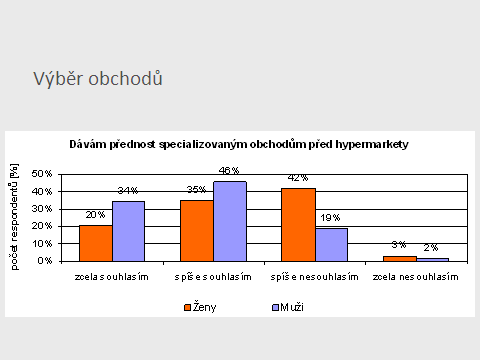 Výběr obchodů
Dávám přednost specializovaným obchodům před hypermarkety
počet respondentů [%]
50%
40%
30%
20%
10%
0%
20%
34%
35%
46%
42%
19%
3%
2%
zcela souhlasím
spíše souhlasím
spíše nesouhlasím
zcela nesouhlasím
Ženy
Muži